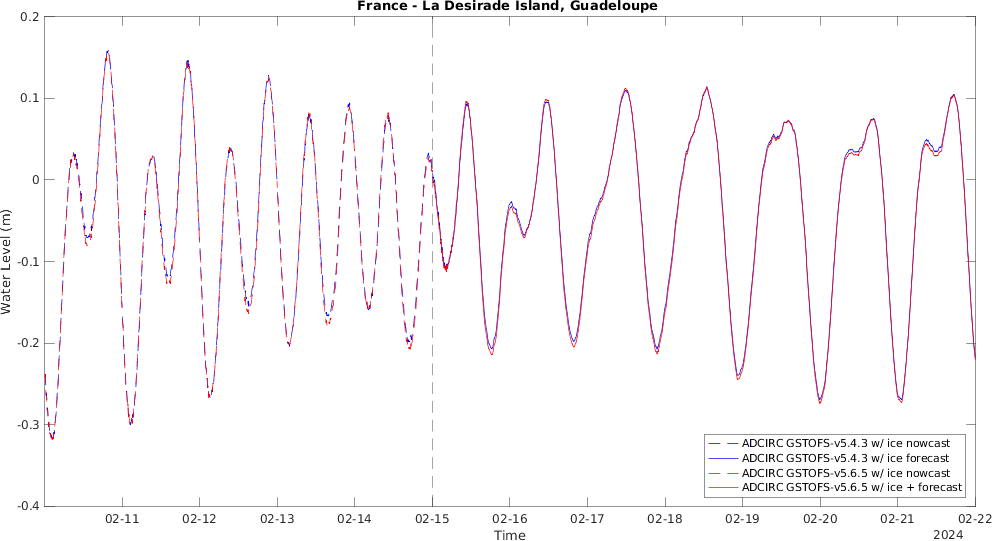 France - La Desirade Island, Guadeloupe
0.2
0.1
0
-0.1
-0.2
-0.3
-0.4
Water Level (m)
ADCIRC GSTOFS-v5.4.3 w/ ice nowcast
ADCIRC GSTOFS-v5.4.3 w/ ice forecast
ADCIRC GSTOFS-v5.6.5 w/ ice nowcast
ADCIRC GSTOFS-v5.6.5 w/ ice + forecast
02-11 02-12 02-13 02-14 02-15 02-16 02-17 02-18 02-19 02-20 02-21 02-22
Time
2024